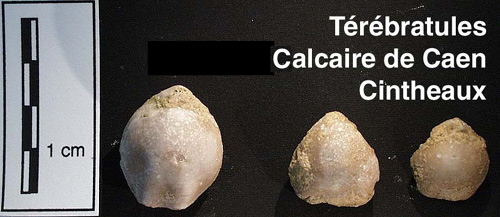 Térébratules
Calcaire de Caen
Cintheaux
1 cm